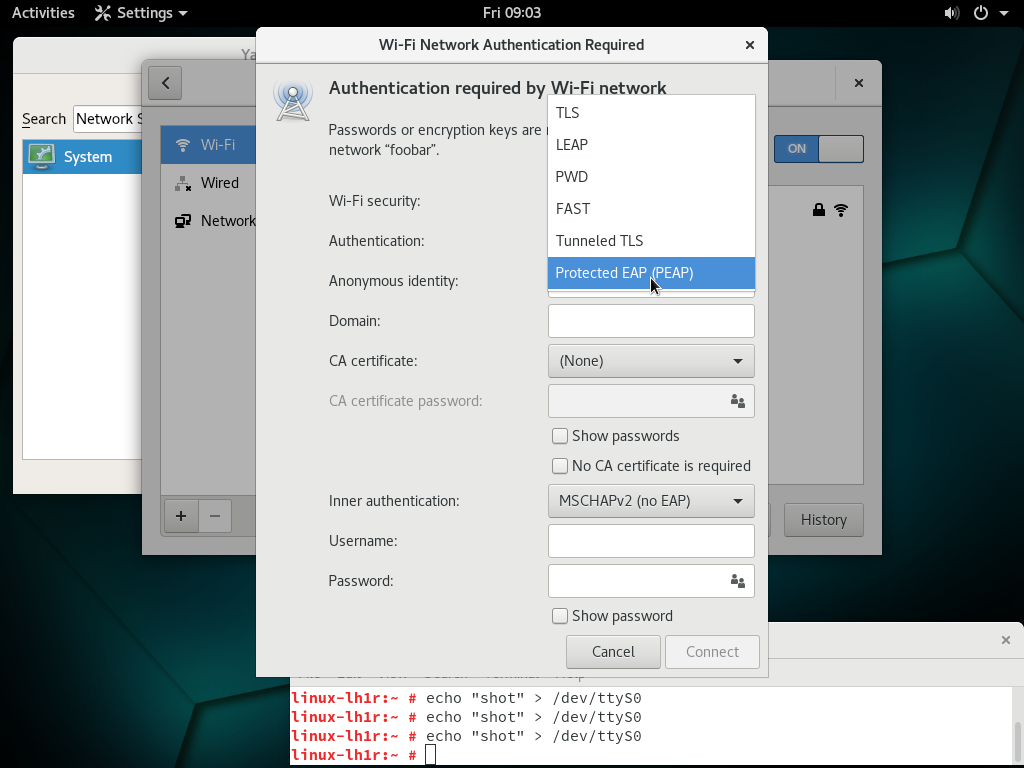 Activities Settings Fri 09:03
Wi-Fi Network Authentication Required
Ya
Search Network S
System
Wi-Fi
Wired
Network
ON
History
Authentication required by Wi-Fi network
Passwords or encryption keys are
network “foobar”.
Wi-Fi security:
Authentication:
Anonymous identity:
TLS
LEAP
PWD
FAST
Tunneled TLS
Protected EAP (PEAP)
Domain:
CA certificate: (None)
CA certificate password:
Show passwords
No CA certificate is required
Inner authentication: MSCHAPv2 (no EAP)
Username:
Password:
Show password
Cancel Connect
linux-lh1r:~ # echo "shot" > /dev/ttyS0
linux-lh1r:~ # echo "shot" > /dev/ttyS0
linux-lh1r:~ # echo "shot" > /dev/ttyS0
linux-lh1r:~ #